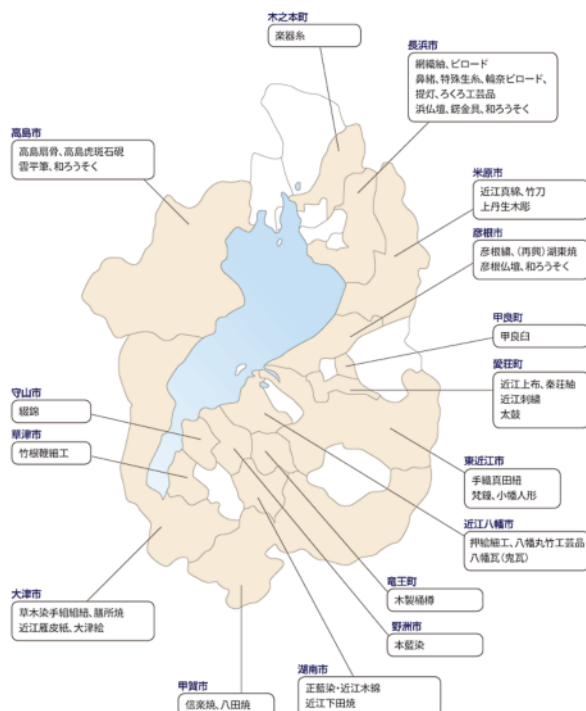 木之本町
楽器糸
長浜市
網織紬、ビロード
鼻緒、特殊生糸、輪奈ビロード、
提灯、ろくろ工芸品
浜仏壇、錺金具、和ろうそく
高島市
高島扇骨、高島虎斑石硯
雲平筆、和ろうそく
米原市
近江真綿、竹刀
上丹生木彫
彦根市
彦根繍、(再興)湖東焼
彦根仏壇、和ろうそく
甲良町
甲良臼
愛荘町
近江上布、秦荘紬
近江刺繍
太鼓
守山市
綴錦
草津市
竹根鞭細工
東近江市
手織真田紐
梵鐘、小幡人形
近江八幡市
押絵細工、八幡丸竹工芸品
八幡瓦(鬼瓦)
竜王町
木製桶樽
大津市
草木染手組組紐、膳所焼
近江雁皮紙、大津絵
野洲市
本藍染
湖南市
正藍染・近江木綿
近江下田焼
甲賀市
信楽焼、八田焼